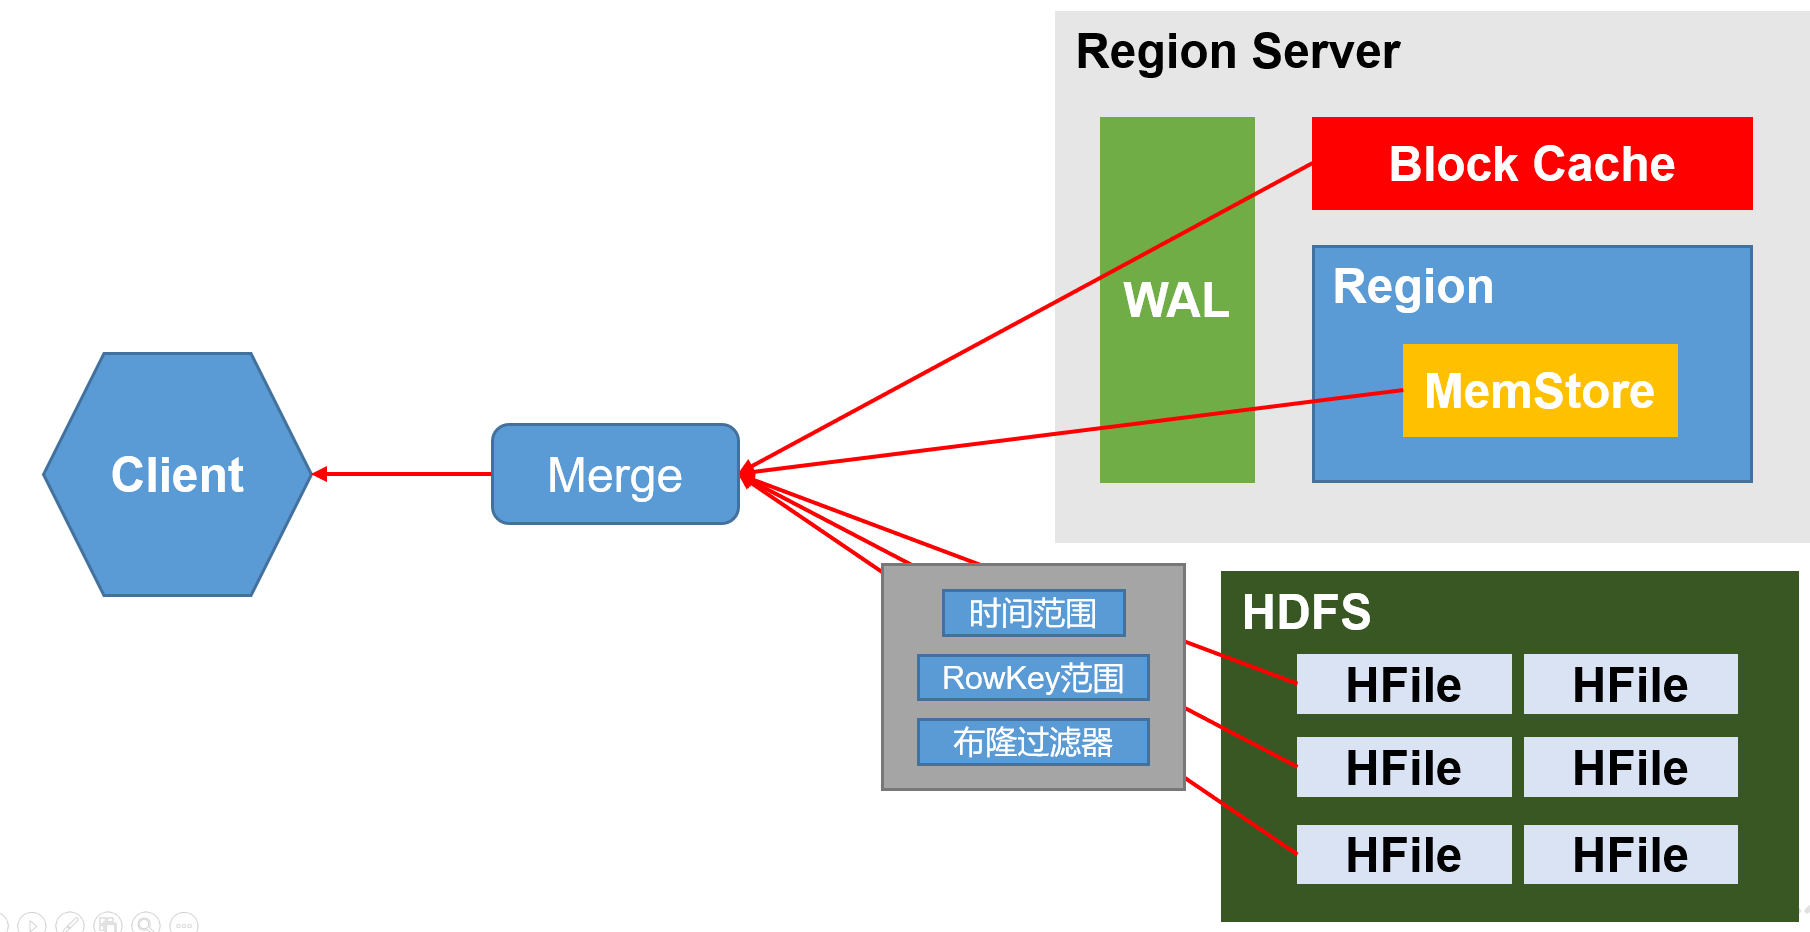 Region Server
Block Cache
WAL
Region
MemStore
Client
Merge
时间范围
RowKey范围
布隆过滤器
HDFS
HFile HFile
HFile HFile
HFile HFile